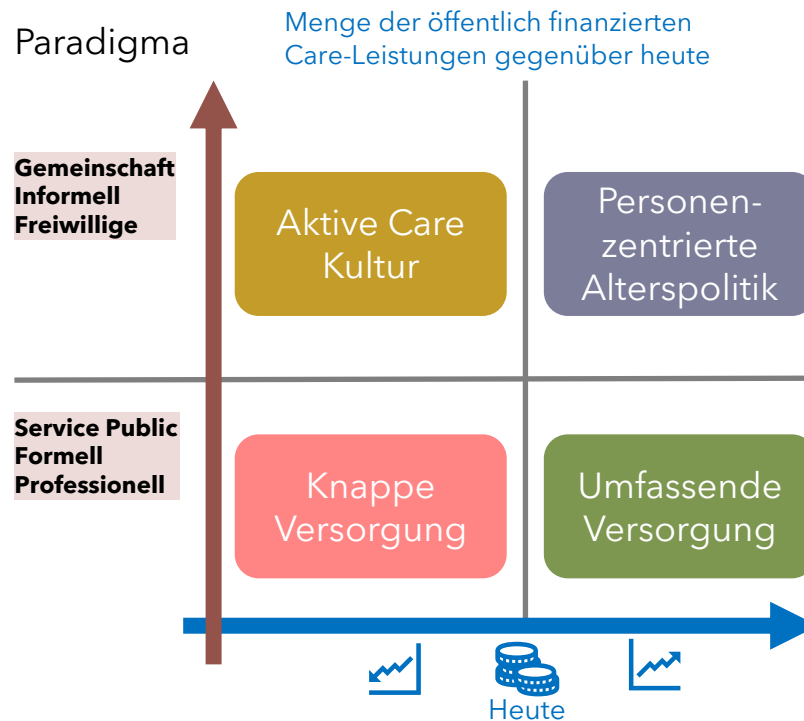 Paradigma
Menge der öffentlich finanzierten
Care-Leistungen gegenüber heute
Gemeinschaft
Informell
Freiwillige
Aktive Care
Kultur
Personen-
zentrierte
Alterspolitik
Service Public
Formell
Professionell
Knappe
Versorgung
Umfassende
Versorgung
Heute